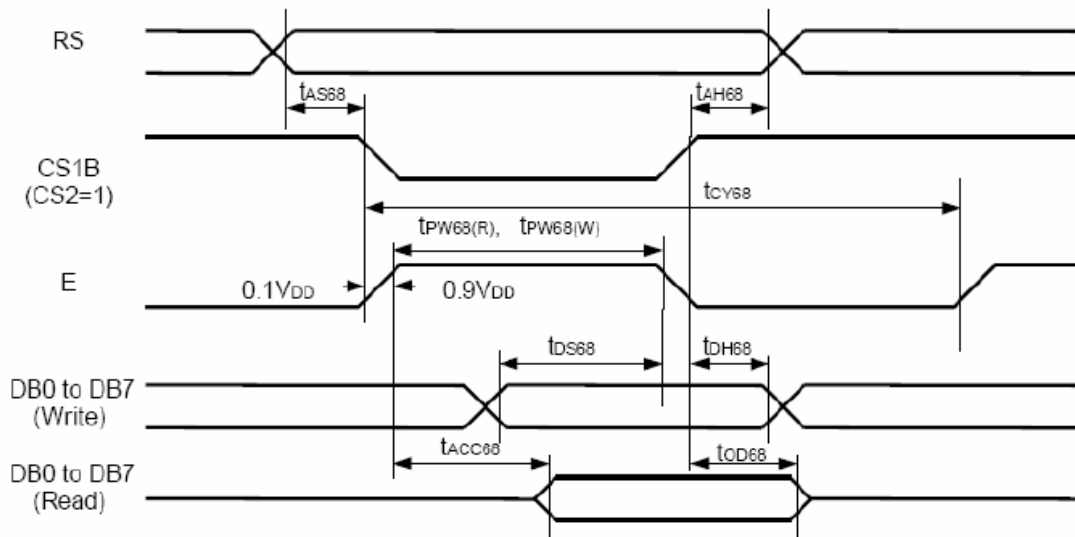 RS
tAS68
tAH68
CS1B
(CS2=1)
tCY68
tPW68(R), tPW68(W)
E
0.1VDD
0.9VDD
tDS68
tDH68
DB0 to DB7
(Write)
tACC68
tOD68
DB0 to DB7
(Read)